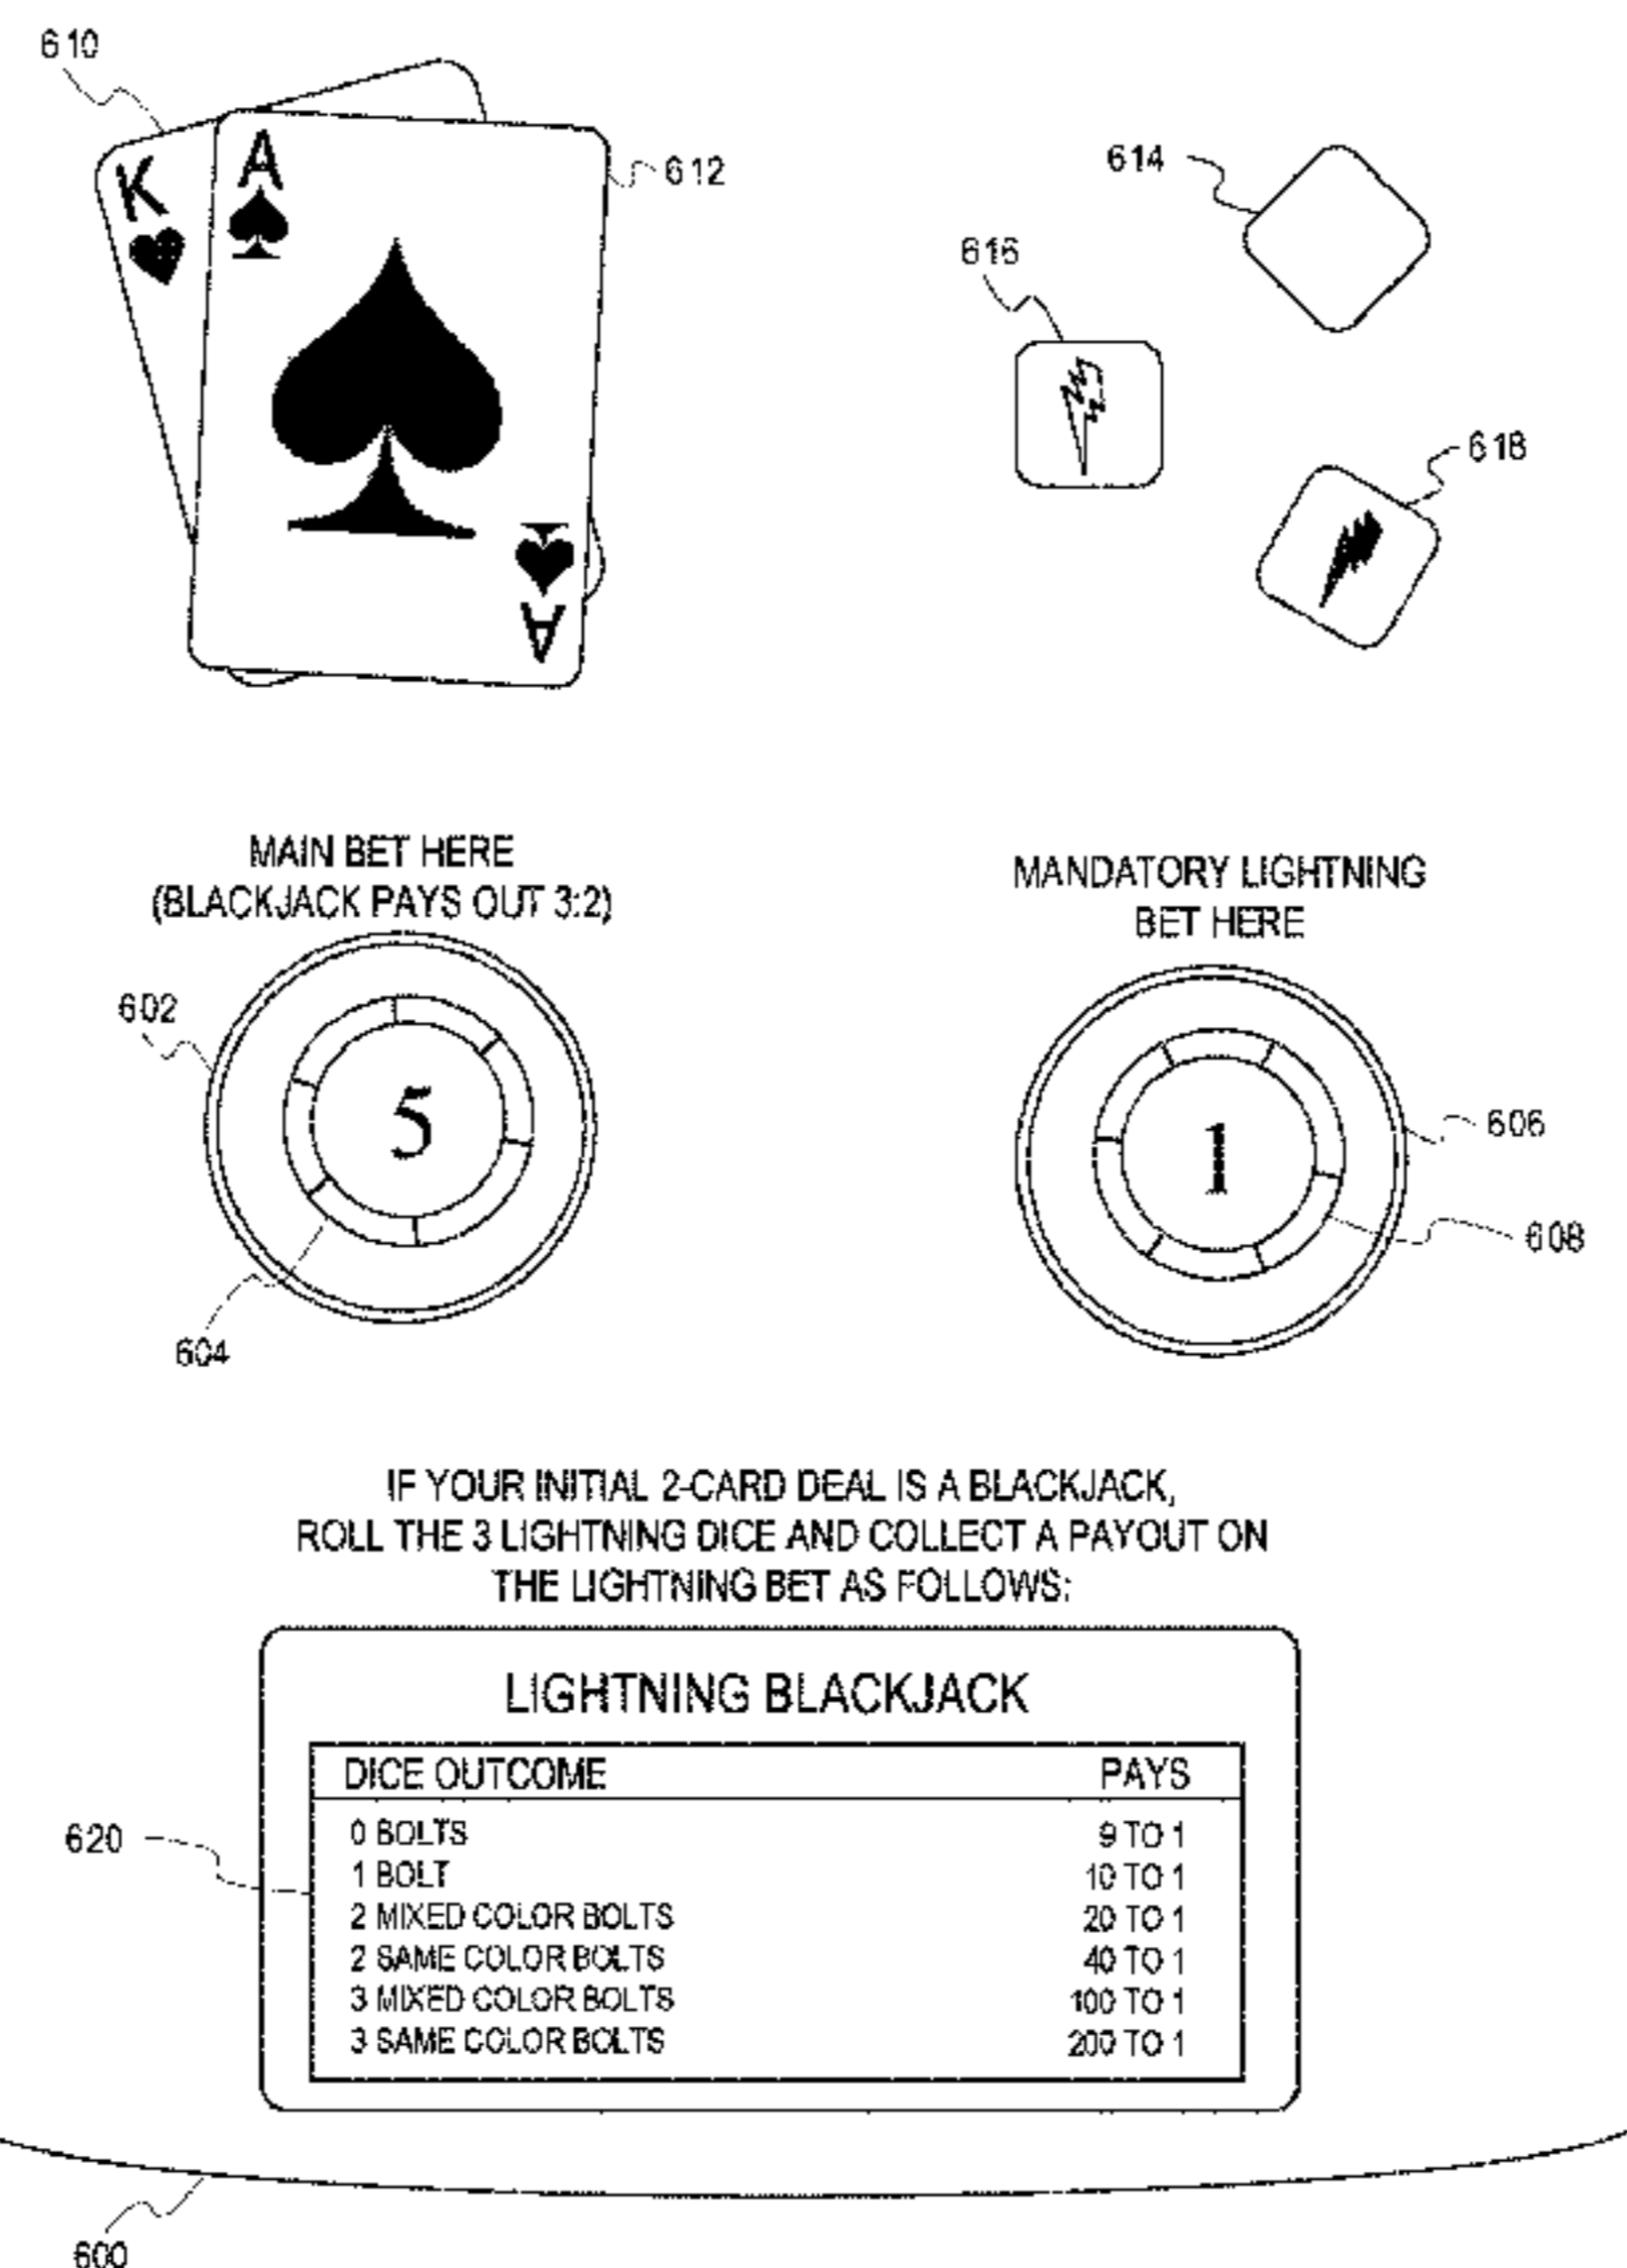 610
K
A
612
614
616
618
A
MAIN BET HERE
(BLACKJACK PAYS OUT 3:2)
MANDATORY LIGHTNING
BET HERE
602
5
1
606
608
604
IF YOUR INITIAL 2-CARD DEAL IS A BLACKJACK,
ROLL THE 3 LIGHTNING DICE AND COLLECT A PAYOUT ON
THE LIGHTNING BET AS FOLLOWS:
LIGHTNING BLACKJACK
DICE OUTCOME PAYS
620
0 BOLTS 9 TO 1
1 BOLT 10 TO 1
2 MIXED COLOR BOLTS 20 TO 1
2 SAME COLOR BOLTS 40 TO 1
3 MIXED COLOR BOLTS 100 TO 1
3 SAME COLOR BOLTS 200 TO 1
600